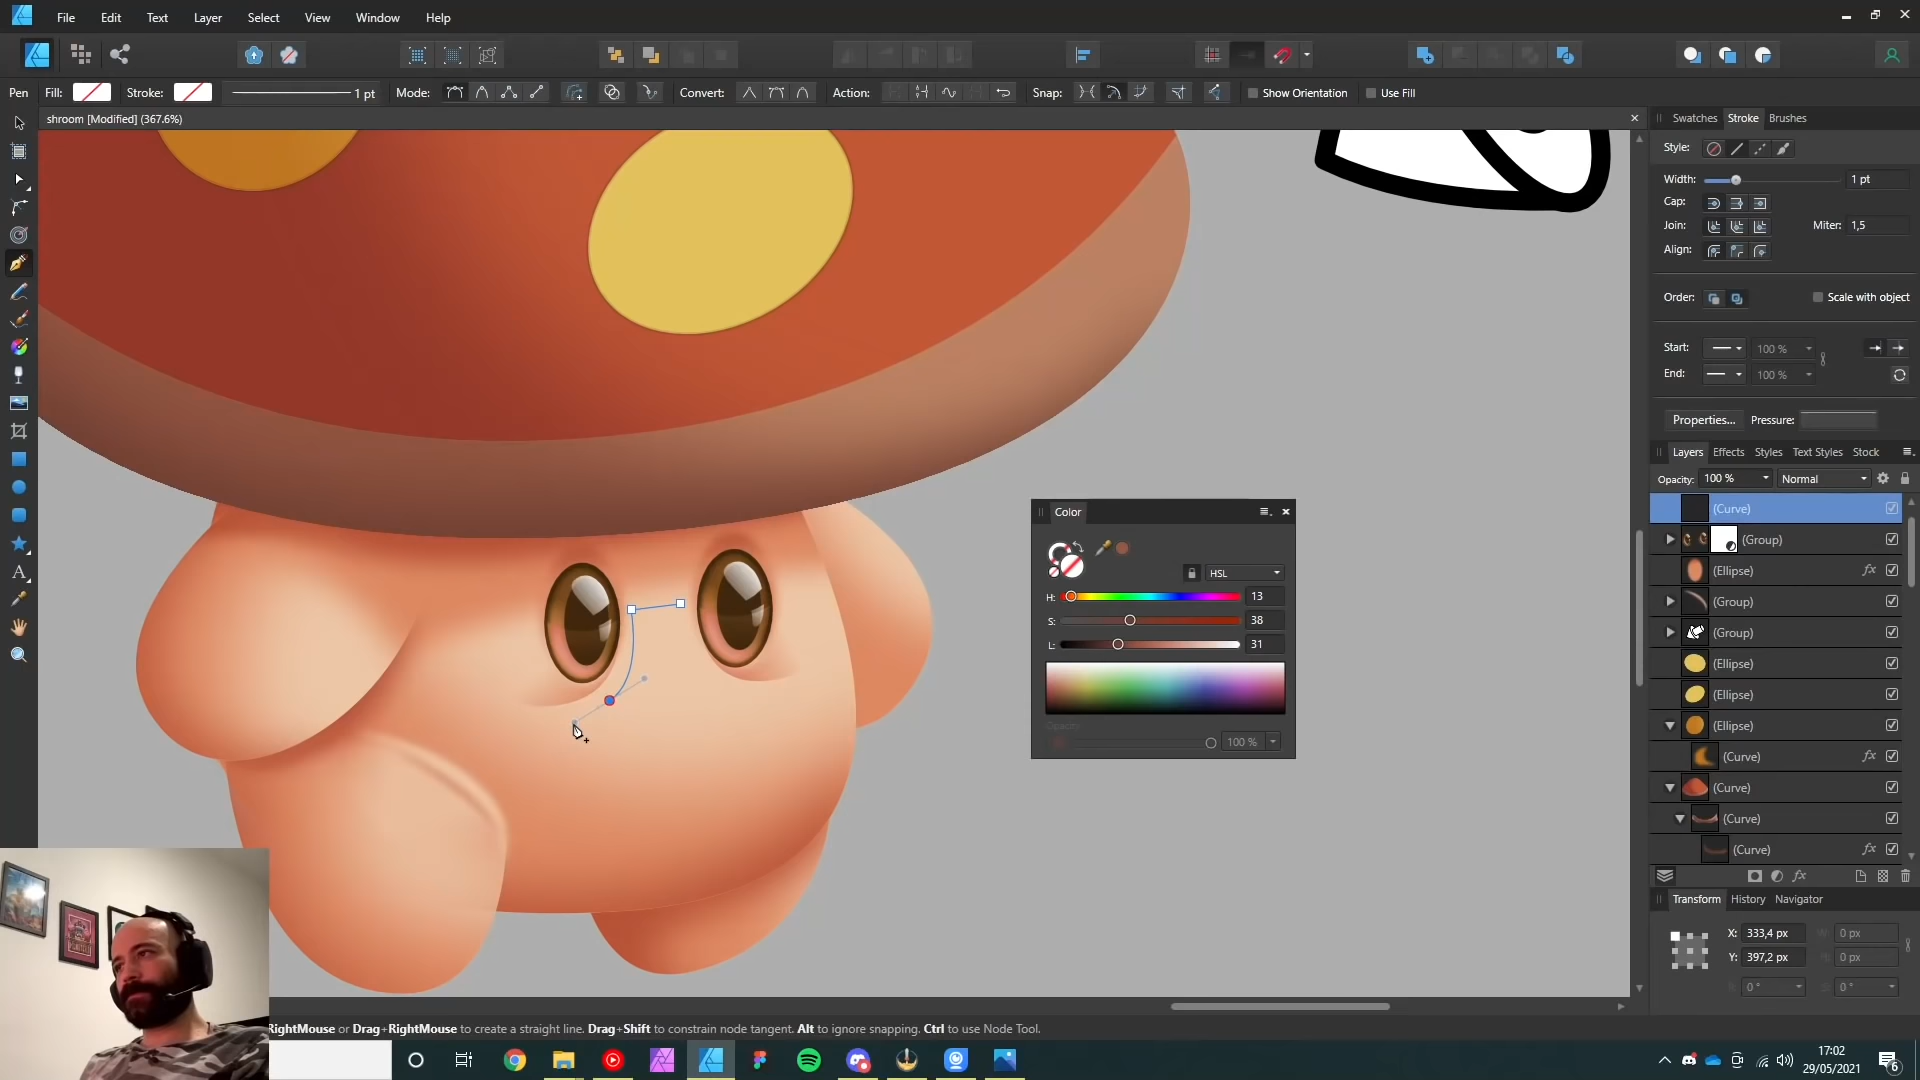 File Edit Text Layer Select View Window Help
Pen Fill: Stroke: 1 pt Mode: Convert: Action: Snap: Show Orientation Use Fill
shroom [Modified] (367.6%)
Swatches Stroke Brushes
Style:
Width: 1 pt
Cap:
Join: Miter: 1,5
Align:
Order: Scale with object
Start: 100 %
End: 100 %
Properties... Pressure:
Layers Effects Styles Text Styles Stock
Opacity: 100 % Normal
(Curve)
(Group)
(Ellipse) fx
(Group)
(Group)
(Ellipse)
(Ellipse)
(Ellipse)
(Curve) fx
(Curve)
(Curve)
(Curve) fx
fx
Transform History Navigator
X: 333,4 px W: 0 px
Y: 397,2 px H: 0 px
R: 0 ° S: 0 °
Color
HSL
H: 13
S: 38
L: 31
Opacity
100 %
RightMouse or Drag+RightMouse to create a straight line. Drag+Shift to constrain node tangent. Alt to ignore snapping. Ctrl to use Node Tool.
17:02
29/05/2021
6